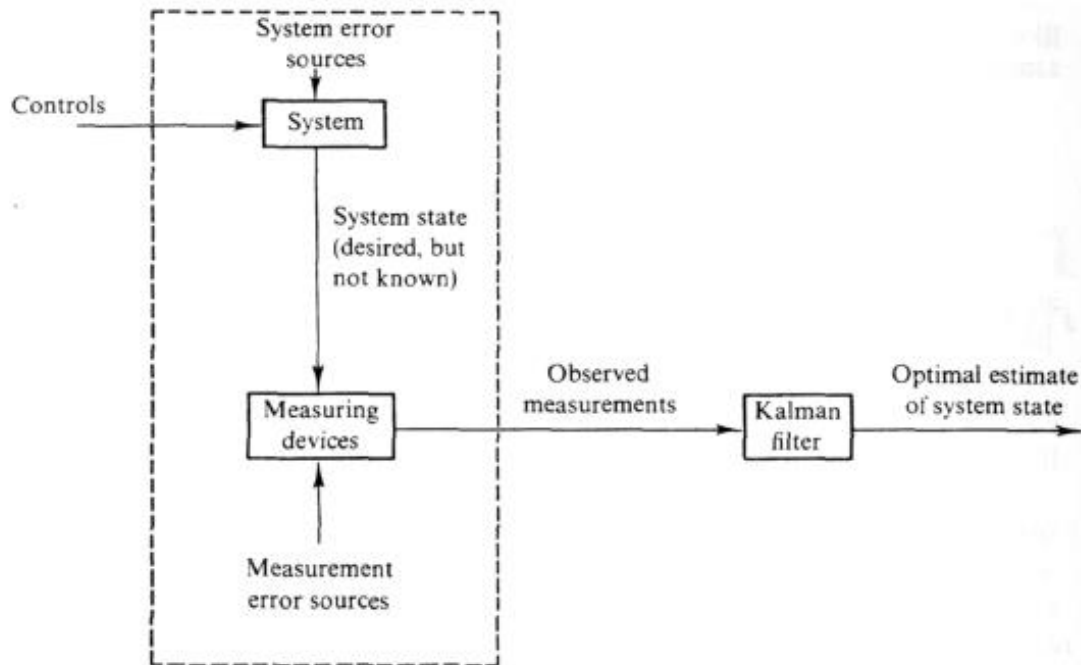 System error
sources
Controls
System
System state
(desired, but
not known)
Measuring
devices
Observed
measurements
Kalman
filter
Optimal estimate
of system state
Measurement
error sources